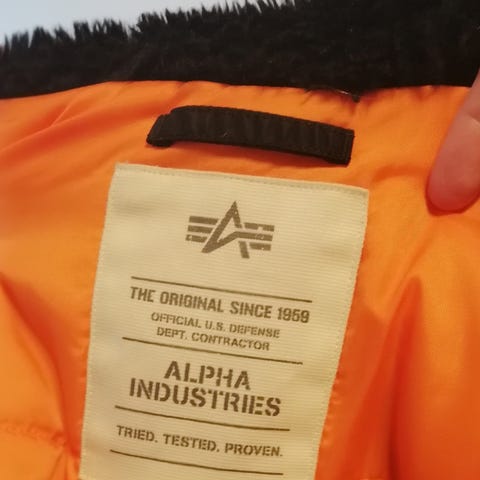 THE ORIGINAL SINCE 1959
OFFICIAL U.S. DEFENSE
DEPT. CONTRACTOR
ALPHA
INDUSTRIES
TRIED. TESTED. PROVEN.